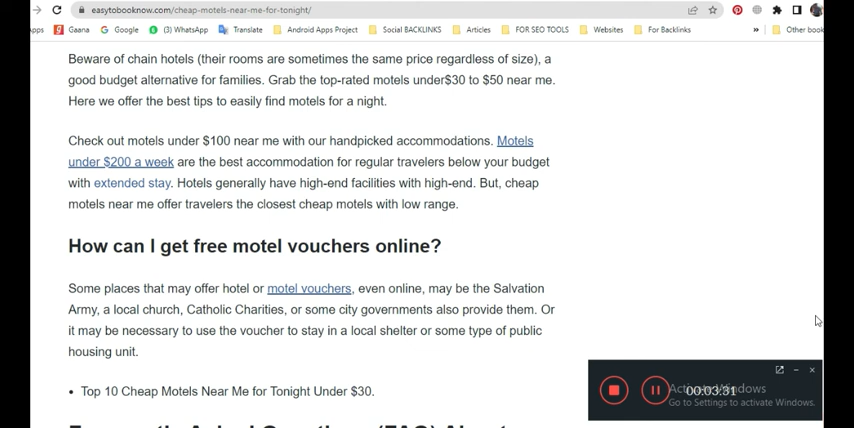 easytobooknow.com/cheap-motels-near-me-for-tonight/
apps Gaana Google (3) WhatsApp Translate Android Apps Project Social BACKLINKS Articles FOR SEO TOOLS Websites For Backlinks » Other book
Beware of chain hotels (their rooms are sometimes the same price regardless of size), a
good budget alternative for families. Grab the top-rated motels under$30 to $50 near me.
Here we offer the best tips to easily find motels for a night.
Check out motels under $100 near me with our handpicked accommodations. Motels
under $200 a week are the best accommodation for regular travelers below your budget
with extended stay. Hotels generally have high-end facilities with high-end. But, cheap
motels near me offer travelers the closest cheap motels with low range.
How can I get free motel vouchers online?
Some places that may offer hotel or motel vouchers, even online, may be the Salvation
Army, a local church, Catholic Charities, or some city governments also provide them. Or
it may be necessary to use the voucher to stay in a local shelter or some type of public
housing unit.
• Top 10 Cheap Motels Near Me for Tonight Under $30.
Activate Windows
00:03:31
Go to Settings to activate Windows.